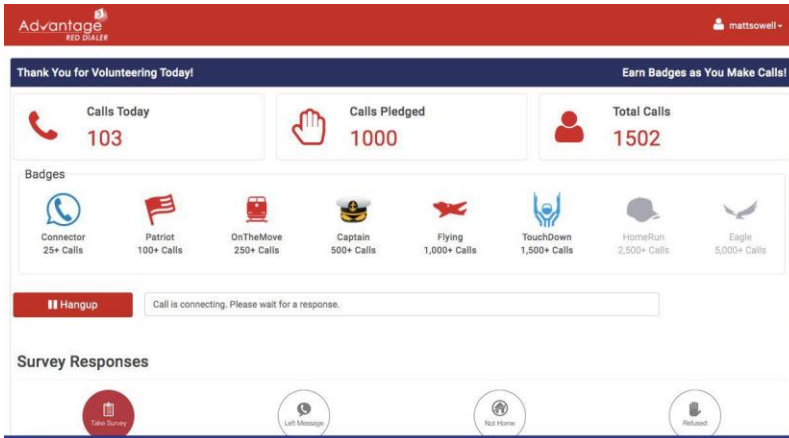 Advantage
RED DIALER
mattsowell
Thank You for Volunteering Today!
Earn Badges as You Make Calls!
Calls Today
103
Calls Pledged
1000
Total Calls
1502
Badges
Connector
25+ Calls
Patriot
100+ Calls
OnTheMove
250+ Calls
Captain
500+ Calls
Flying
1,000+ Calls
TouchDown
1,500+ Calls
HomeRun
2,500+ Calls
Eagle
5,000+ Calls
Hangup
Call is connecting. Please wait for a response.
Survey Responses
Take Survey
Left Message
Not Home
Refused